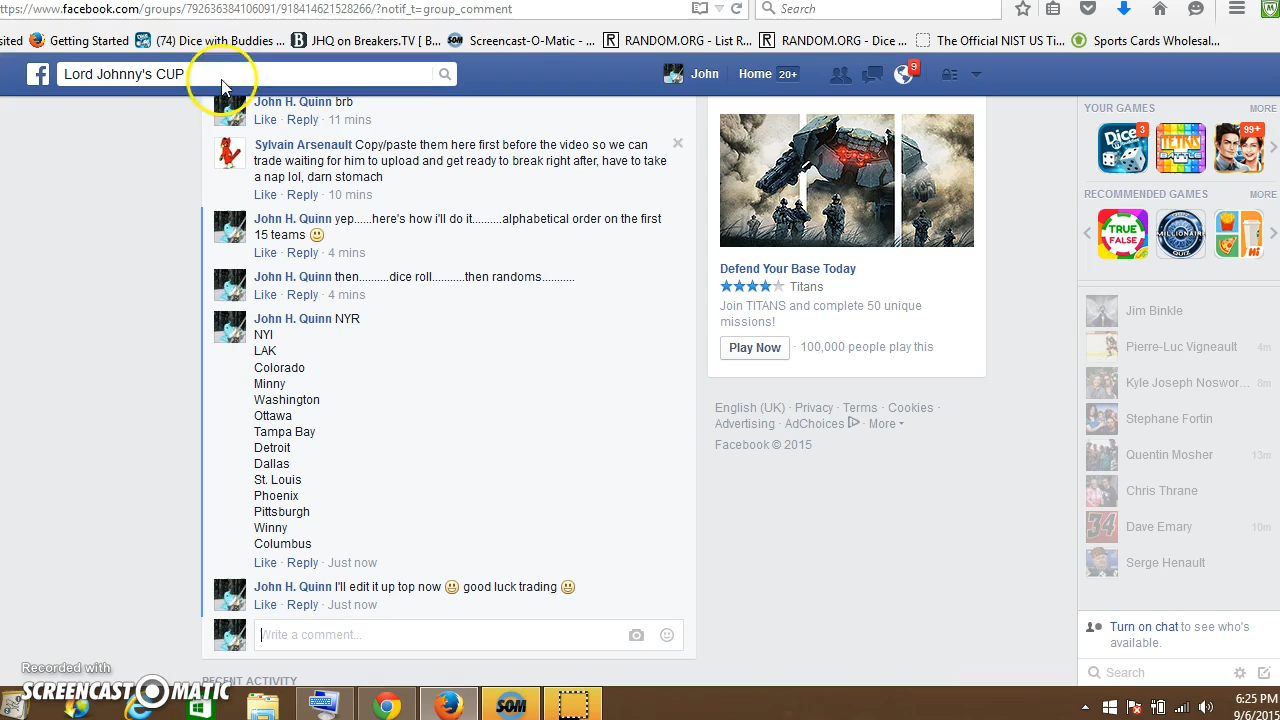 https://www.facebook.com/groups/792636384106091/918414621528266/?notif_t=group_comment
Search
sited Getting Started (74) Dice with Buddies ... JHQ on Breakers.TV [ B... Screencast-O-Matic - ... RANDOM.ORG - List R... RANDOM.ORG - Dice ... The Official NIST US Ti... Sports Cards Wholesal...
Lord Johnny's CUP
John Home 20+ 9
John H. Quinn brb
Like · Reply · 11 mins
Sylvain Arsenault Copy/paste them here rich before the video so we can
trade waiting for him to upload and get ready to break right after, have to take
a nap lol, darn stomach
Like · Reply · 10 mins
John H. Quinn yep......here's how i'll do it..........alphabetical order on the first
15 teams
Like · Reply · 4 mins
John H. Quinn then..........dice roll...........then randoms...........
Like · Reply · 4 mins
John H. Quinn NYR
NYI
LAK
Colorado
Minny
Washington
Ottawa
Tampa Bay
Detroit
Dallas
St. Louis
Phoenix
Pittsburgh
Winny
Columbus
Like · Reply · Just now
John H. Quinn I'll edit it up top now good luck trading
Like · Reply · Just now
Write a comment...
RECENT ACTIVITY
Defend Your Base Today
Titans
Join TITANS and complete 50 unique
missions!
Play Now · 100,000 people play this
English (UK) · Privacy · Terms · Cookies ·
Advertising · AdChoices · More
Facebook © 2015
YOUR GAMES MORE
Dice 3
TETRIS BATTLE
99+
RECOMMENDED GAMES MORE
TRUE FALSE
MILLIONAIRE
Hi
Jim Binkle
Pierre-Luc Vigneault 4m
Kyle Joseph Noswor... 8m
Stephane Fortin
Quentin Mosher 13m
Chris Thrane
34
Dave Emary 10m
Serge Henault
Turn on chat to see who's
available.
Search
Recorded with
SCREENCAST-O-MATIC
SOM
6:25 PM
9/6/2015